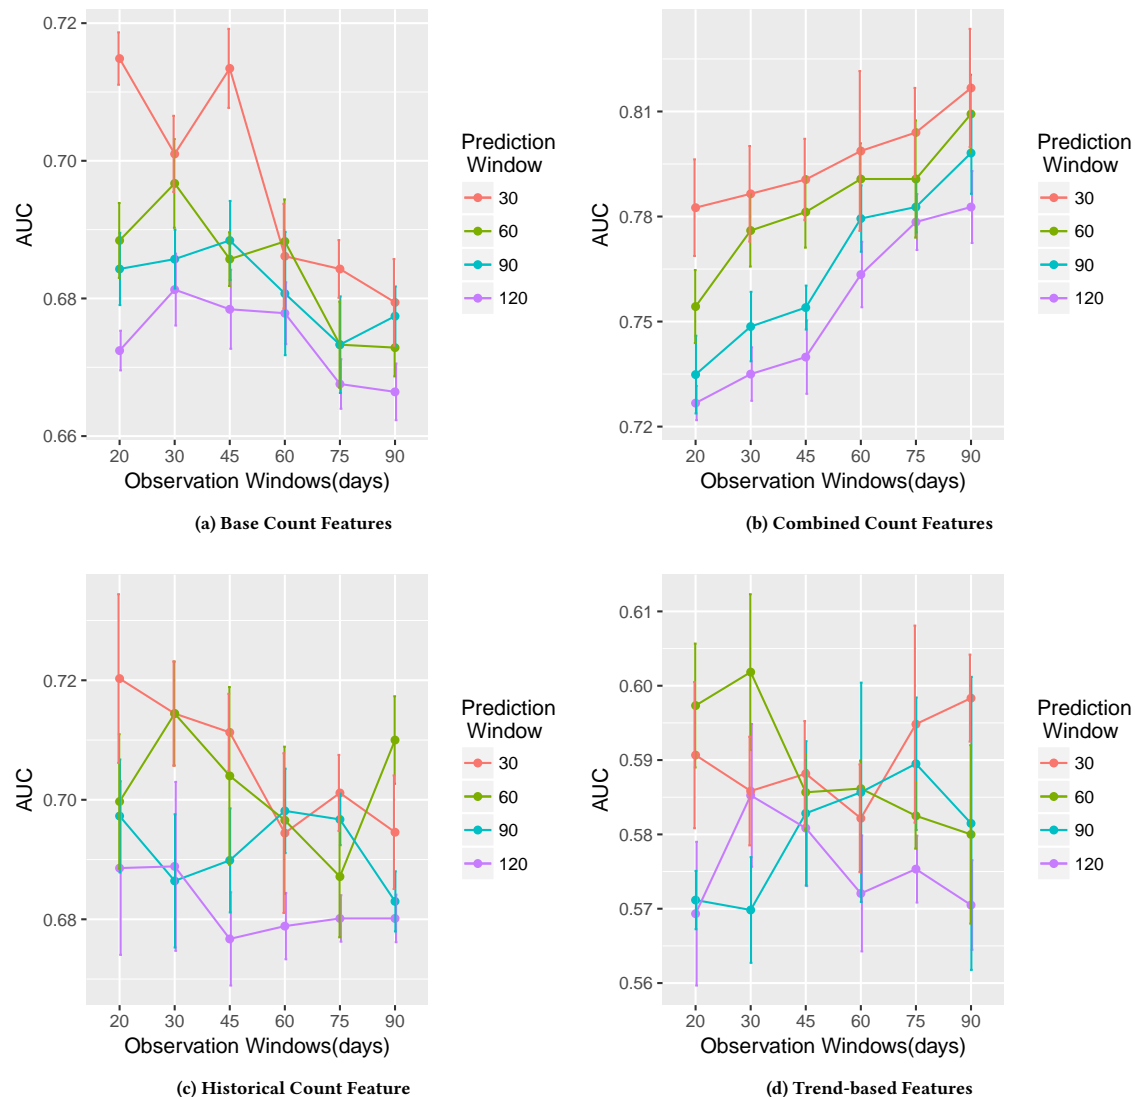 0.72
0.70
0.68
0.66
AUC
20 30 45 60 75 90
Observation Windows(days)
Prediction
Window
30
60
90
120
(a) Base Count Features
0.81
0.78
0.75
0.72
AUC
20 30 45 60 75 90
Observation Windows(days)
Prediction
Window
30
60
90
120
(b) Combined Count Features
0.72
0.70
0.68
AUC
20 30 45 60 75 90
Observation Windows(days)
Prediction
Window
30
60
90
120
(c) Historical Count Feature
0.61
0.60
0.59
0.58
0.57
0.56
AUC
20 30 45 60 75 90
Observation Windows(days)
Prediction
Window
30
60
90
120
(d) Trend-based Features